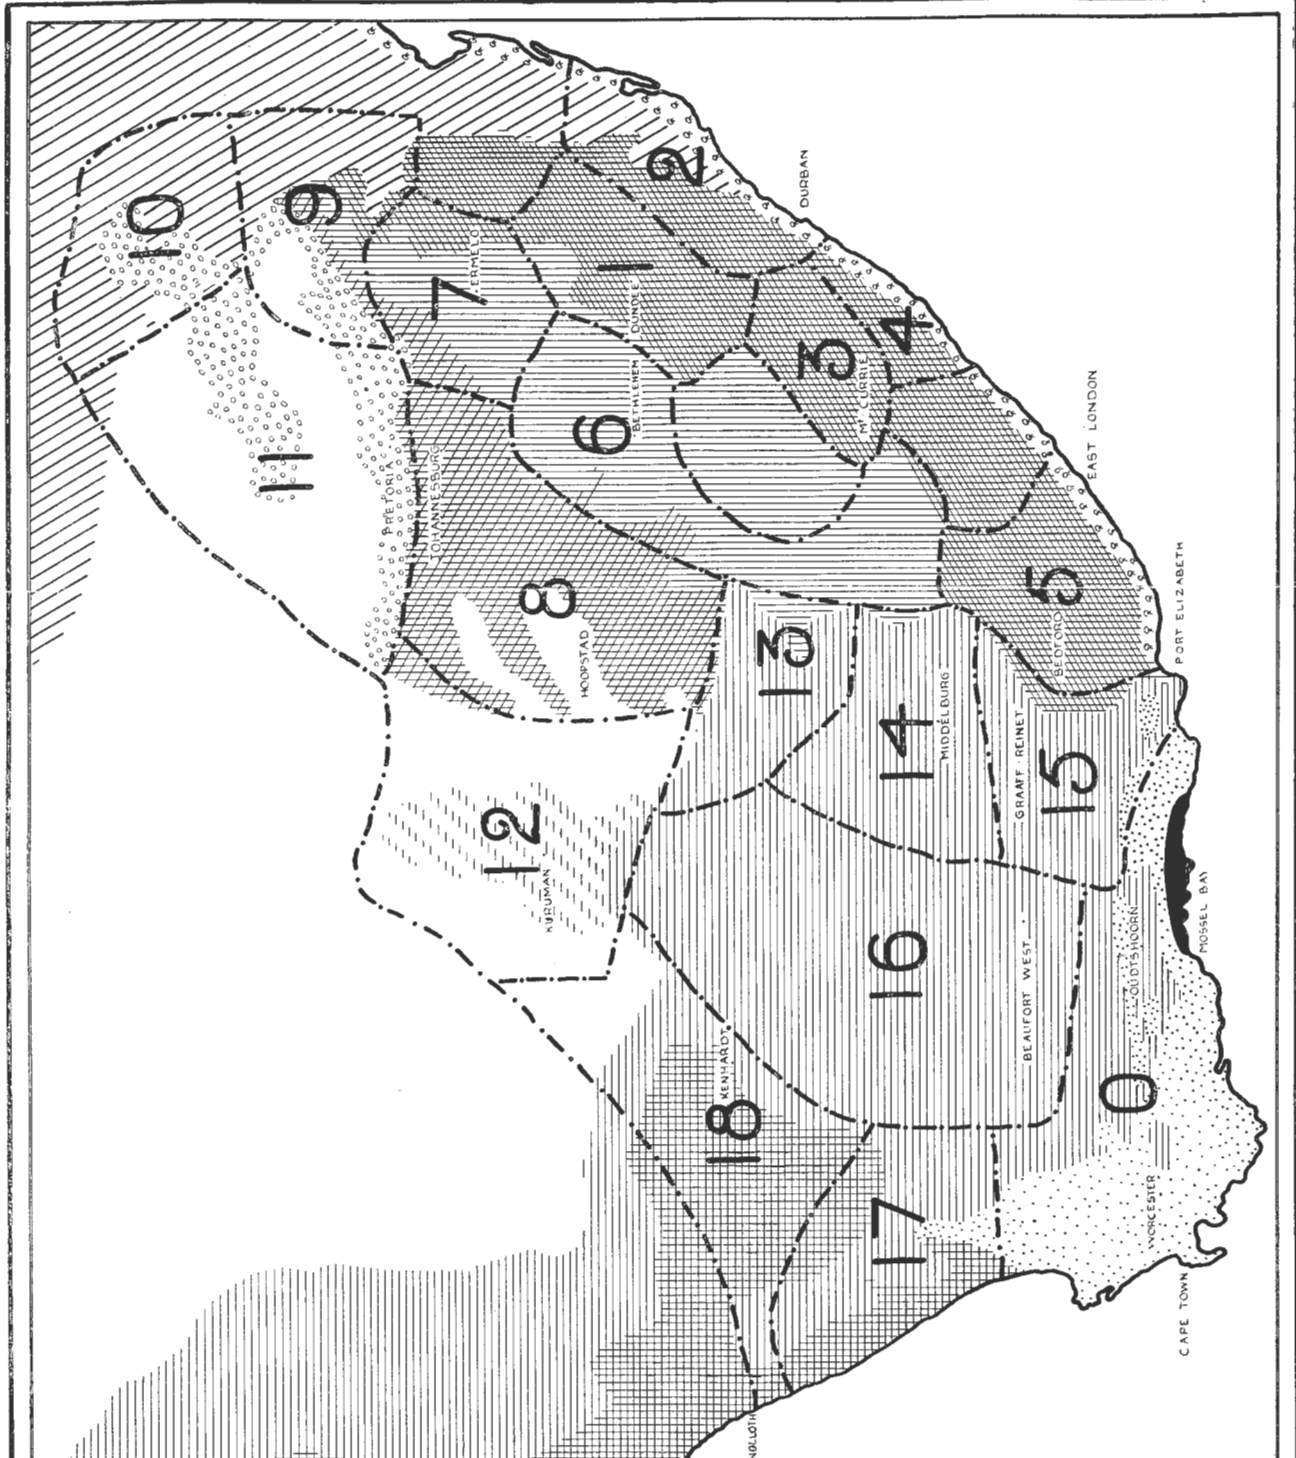 10
9
2
DURBAN
7
ERMELO
1
DUNDEE
3
4
Mt. CURRIE
6
BETHLEHEM
11
PRETORIA
JOHANNESBURG
EAST LONDON
8
HOOPSTAD
5
BEDFORD
PORT ELIZABETH
13
14
MIDDELBURG
GRAAFF-REINET
15
12
KURUMAN
16
BEAUFORT WEST
OUDTSHOORN
MOSSEL BAY
18
KENHARDT
0
17
WORCESTER
CAPE TOWN